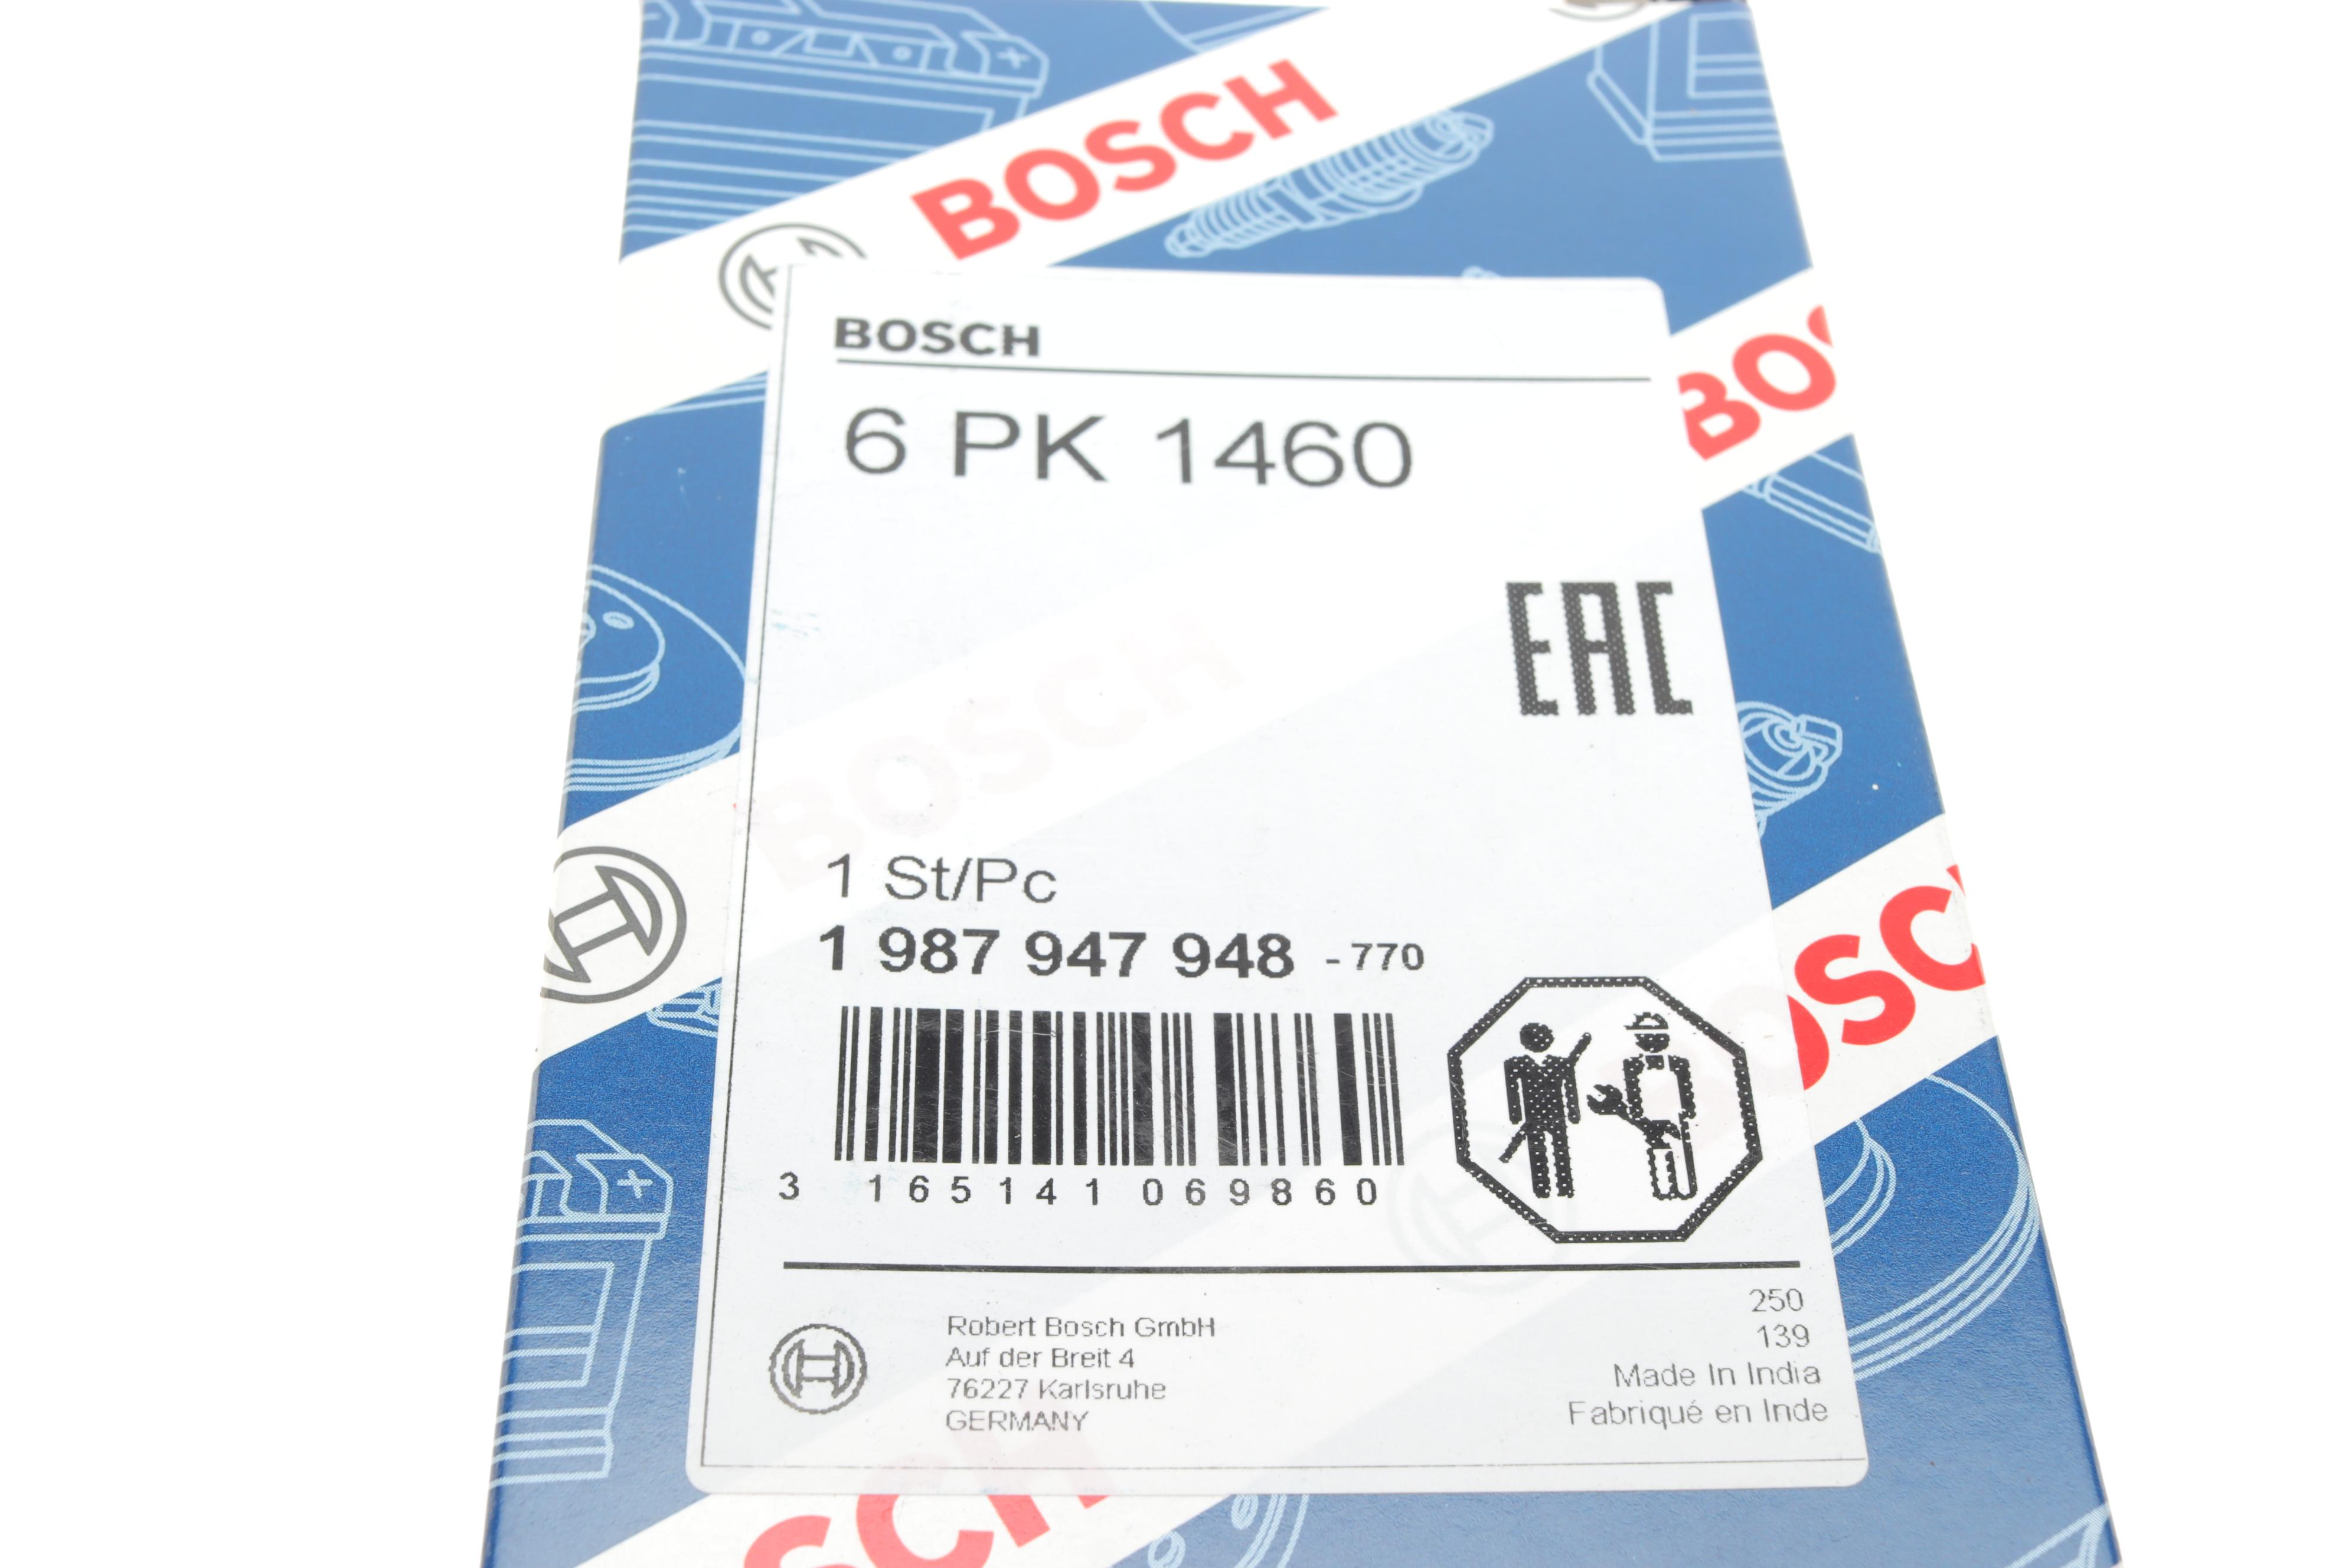 BOSCH
BOSCH
6 PK 1460
EAC
BOSCH
1 St/Pc
1 987 947 948 -770
3 165141 069860
Robert Bosch GmbH
Auf der Breit 4
76227 Karlsruhe
GERMANY
250
139
Made In India
Fabriqué en Inde